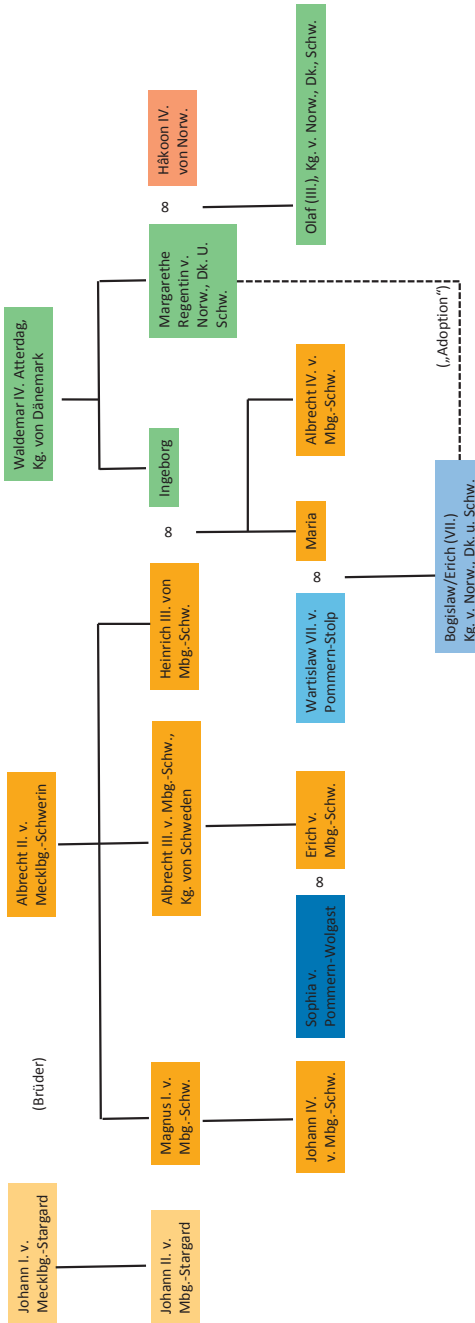 Johann I. v.
Mecklbg.-Stargard
(Brüder)
Albrecht II. v.
Mecklbg.-Schwerin
Waldemar IV. Atterdag,
Kg. von Dänemark
Johann II. v.
Mbg.-Stargard
Magnus I. v.
Mbg.-Schw.
Albrecht III. v. Mbg.-Schw.,
Kg. von Schweden
Heinrich III. von
Mbg.-Schw.
8
Ingeborg
Margarethe
Regentin v.
Norw., Dk. U.
Schw.
8
Håkoon IV.
von Norw.
Johann IV.
v. Mbg.-Schw.
Sophia v.
Pommern-Wolgast
8
Erich v.
Mbg.-Schw.
Wartislaw VII. v.
Pommern-Stolp
8
Maria
Albrecht IV. v.
Mbg.-Schw.
Olaf (III.), Kg. v. Norw., Dk., Schw.
(„Adoption“)
Bogislaw/Erich (VII.)
Kg. v. Norw., Dk. u. Schw.